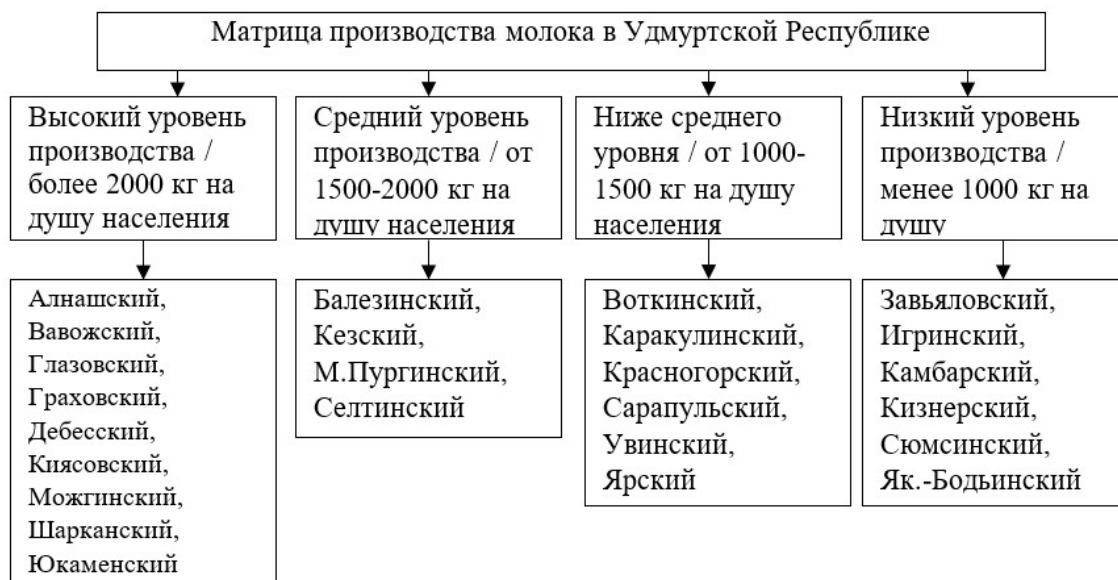 Матрица производства молока в Удмуртской Республике
Высокий уровень
производства /
более 2000 кг на
душу населения
Средний уровень
производства / от
1500-2000 кг на
душу населения
Ниже среднего
уровня / от 1000-
1500 кг на душу
населения
Низкий уровень
производства /
менее 1000 кг на
душу
Алнашский,
Вавожский,
Глазовский,
Граховский,
Дебесский,
Киясовский,
Можгинский,
Шарканский,
Юкаменский
Балезинский,
Кезский,
М.Пургинский,
Селтинский
Воткинский,
Каракулинский,
Красногорский,
Сарапульский,
Увинский,
Ярский
Завьяловский,
Игринский,
Камбарский,
Кизнерский,
Сюмсинский,
Як.-Бодьинский